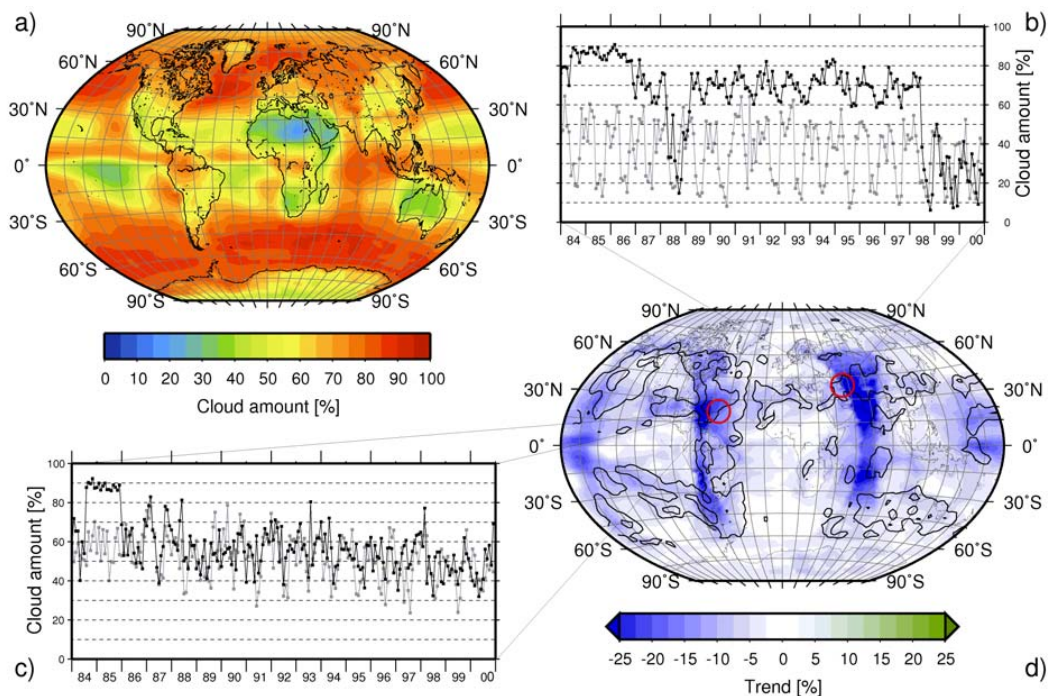 a)
90˚N 90˚N
60˚N 60˚N
30˚N 30˚N
0˚ 0˚
30˚S 30˚S
60˚S 60˚S
90˚S 90˚S
0 10 20 30 40 50 60 70 80 90 100
Cloud amount [%]
b)
100
80
60
40
20
0
Cloud amount [%]
84 85 86 87 88 89 90 91 92 93 94 95 96 97 98 99 00
c)
100
80
60
40
20
0
Cloud amount [%]
84 85 86 87 88 89 90 91 92 93 94 95 96 97 98 99 00
d)
90˚N 90˚N
60˚N 60˚N
30˚N 30˚N
0˚ 0˚
30˚S 30˚S
60˚S 60˚S
90˚S 90˚S
-25 -20 -15 -10 -5 0 5 10 15 20 25
Trend [%]